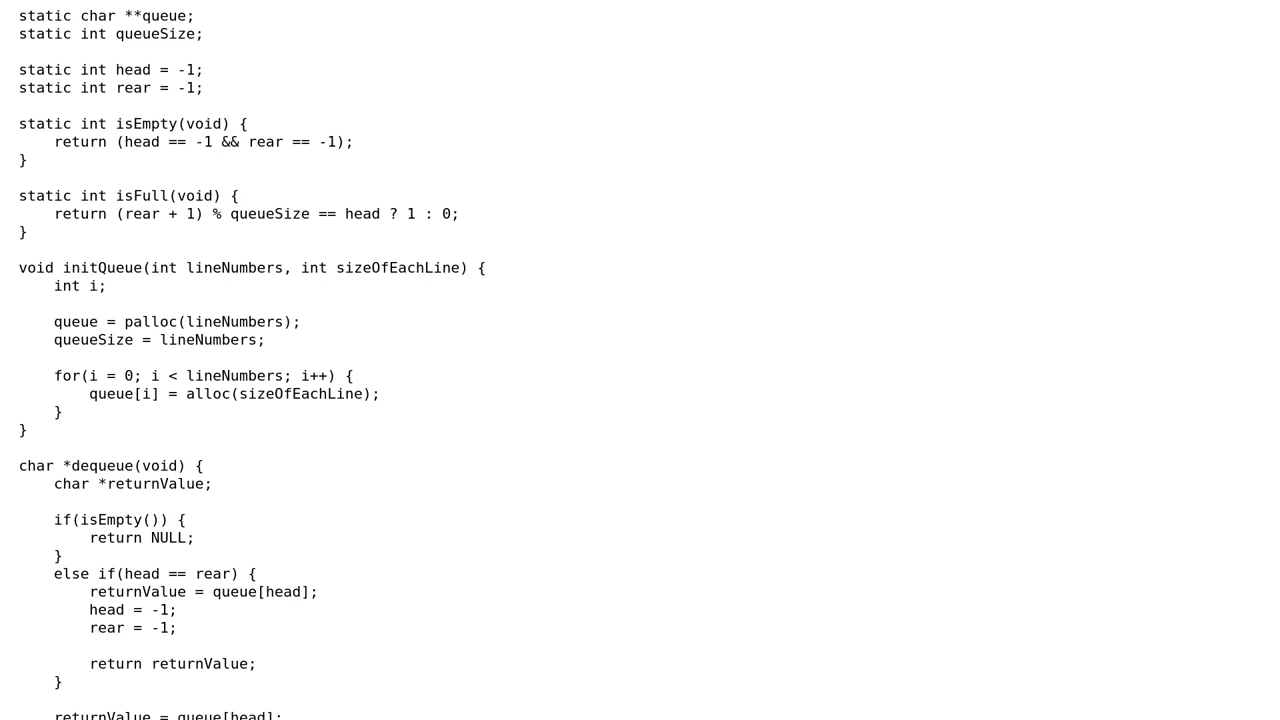 static char **queue;
static int queueSize;

static int head = -1;
static int rear = -1;

static int isEmpty(void) {
    return (head == -1 && rear == -1);
}

static int isFull(void) {
    return (rear + 1) % queueSize == head ? 1 : 0;
}

void initQueue(int lineNumbers, int sizeOfEachLine) {
    int i;

    queue = palloc(lineNumbers);
    queueSize = lineNumbers;

    for(i = 0; i < lineNumbers; i++) {
        queue[i] = alloc(sizeOfEachLine);
    }
}

char *dequeue(void) {
    char *returnValue;

    if(isEmpty()) {
        return NULL;
    }
    else if(head == rear) {
        returnValue = queue[head];
        head = -1;
        rear = -1;

        return returnValue;
    }

    returnValue = queue[head];